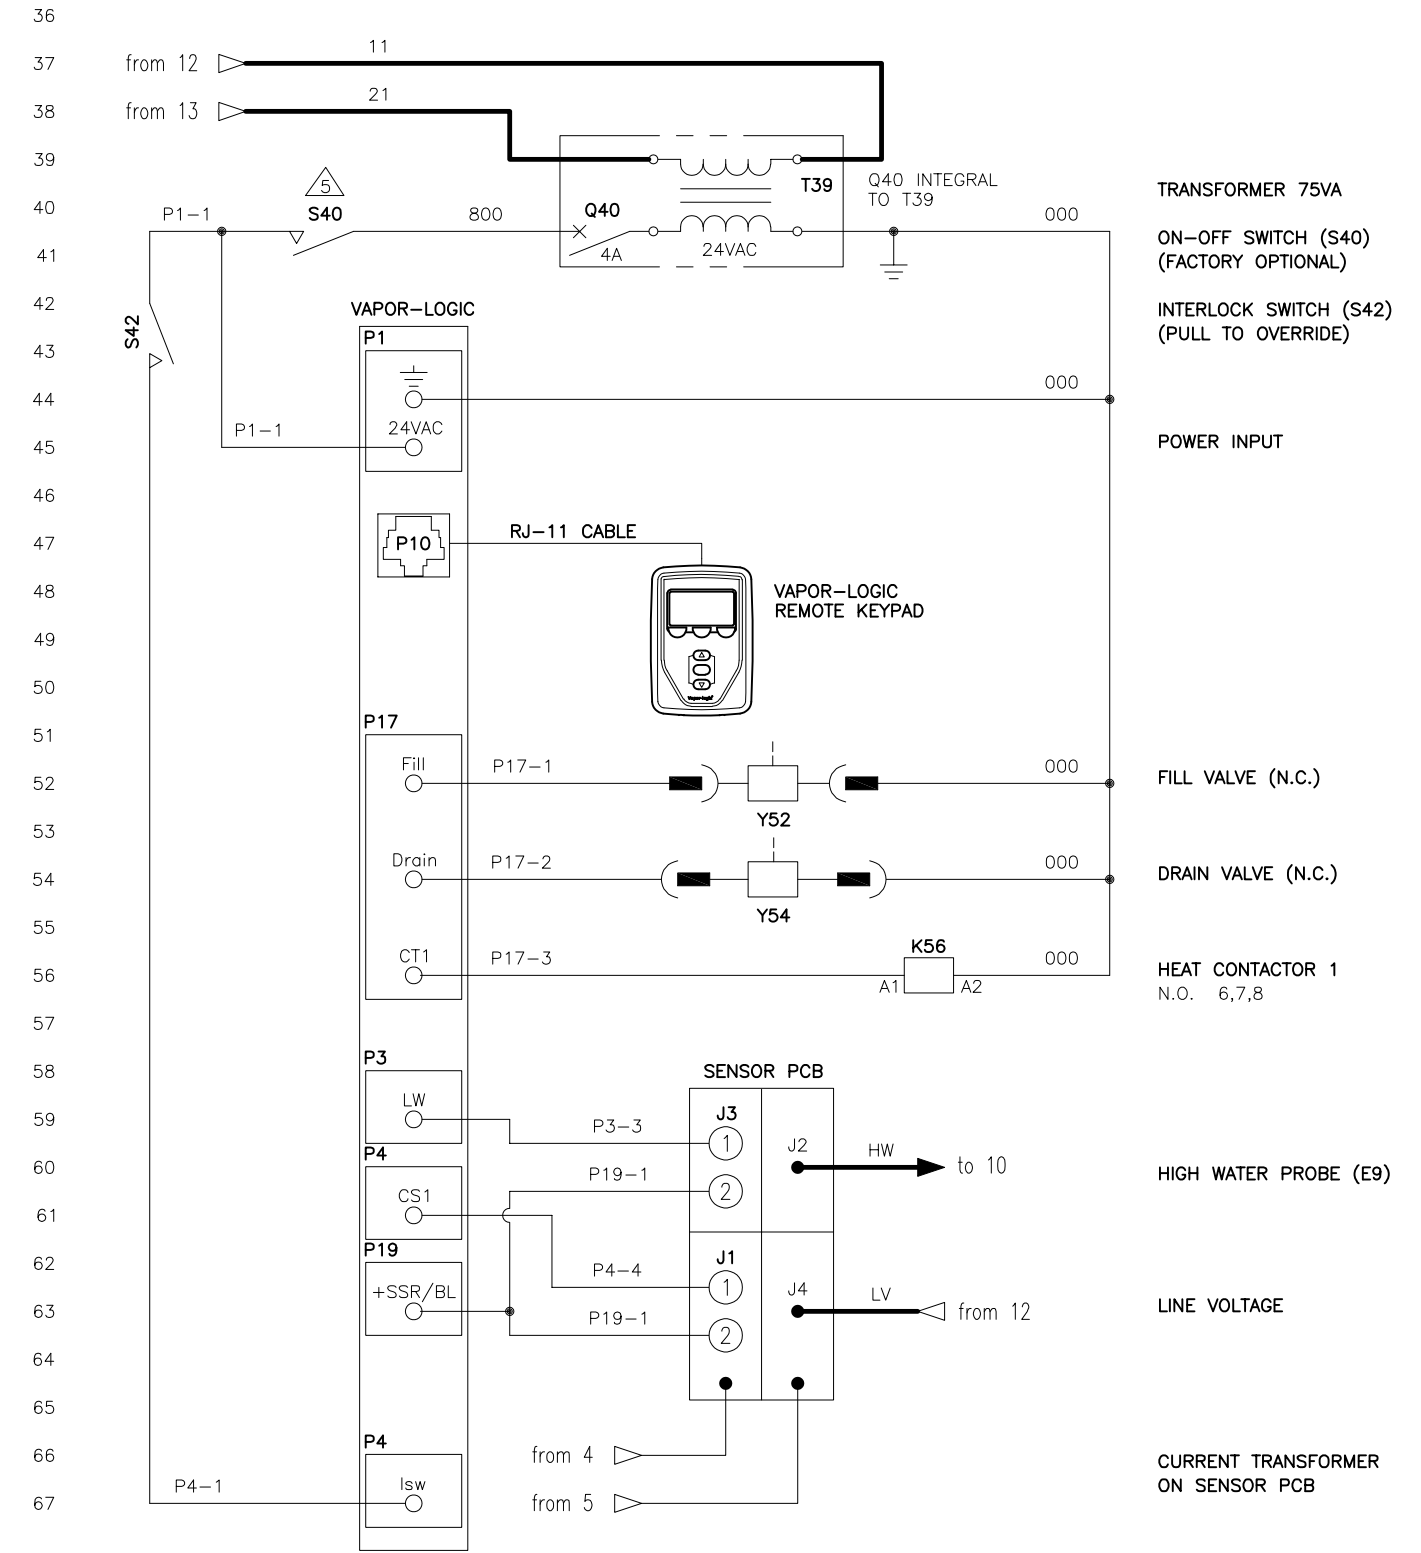 36
11
37 from 12
21
38 from 13
39
5
T39 Q40 INTEGRAL
TO T39
TRANSFORMER 75VA
40 P1-1 S40 800 Q40 000
ON-OFF SWITCH (S40)
41 4A 24VAC
(FACTORY OPTIONAL)
42 VAPOR-LOGIC INTERLOCK SWITCH (S42)
S42
P1 (PULL TO OVERRIDE)
43
000
44
P1-1 24VAC
45 POWER INPUT
46
RJ-11 CABLE
47 P10
48 VAPOR-LOGIC
REMOTE KEYPAD
49
50
Vapor-logic
51
P17
Fill P17-1 000
52 FILL VALVE (N.C.)
Y52
53
Drain P17-2 000
54 DRAIN VALVE (N.C.)
Y54
55
K56
CT1 P17-3 000
56 HEAT CONTACTOR 1
A1 A2
N.O. 6,7,8
57
P3
58 SENSOR PCB
LW
59 J3
P3-3
1 J2 HW
P4
60 to 10
P19-1 HIGH WATER PROBE (E9)
CS1 2
61
P19
62 J1
P4-4
+SSR/BL 1 J4 LV
63 from 12 LINE VOLTAGE
P19-1
2
64
65
P4
66 from 4 CURRENT TRANSFORMER
P4-1 Isw ON SENSOR PCB
67 from 5